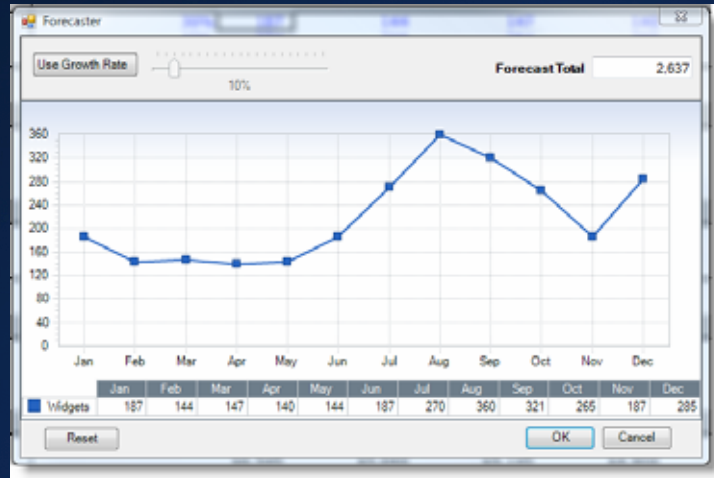 Forecaster
Use Growth Rate
10%
Forecast Total 2.637
360
320
280
240
200
160
120
80
40
0
Jan Feb Mar Apr May Jun Jul Aug Sep Oct Nov Dec
Jan Feb Mar Apr May Jun Jul Aug Sep Oct Nov Dec
Widgets 187 144 147 140 144 187 270 360 321 265 187 285
Reset OK Cancel